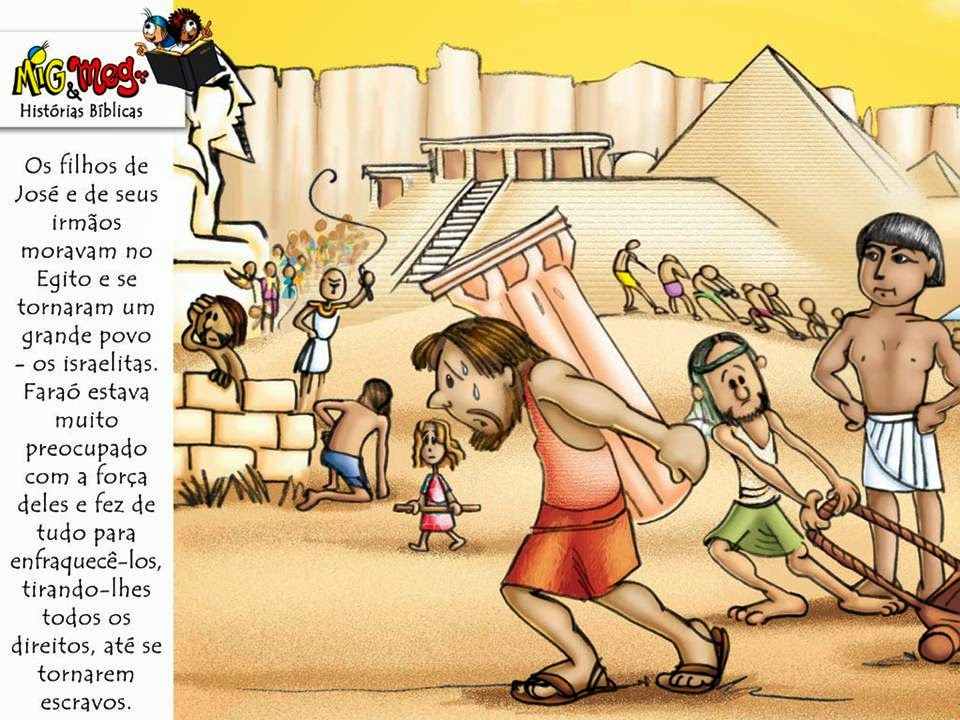 MiG & Meg
Histórias Bíblicas
Os filhos de
José e de seus
irmãos
moravam no
Egito e se
tornaram um
grande povo
- os israelitas.
Faraó estava
muito
preocupado
com a força
deles e fez de
tudo para
enfraquecê-los,
tirando-lhes
todos os
direitos, até se
tornarem
escravos.